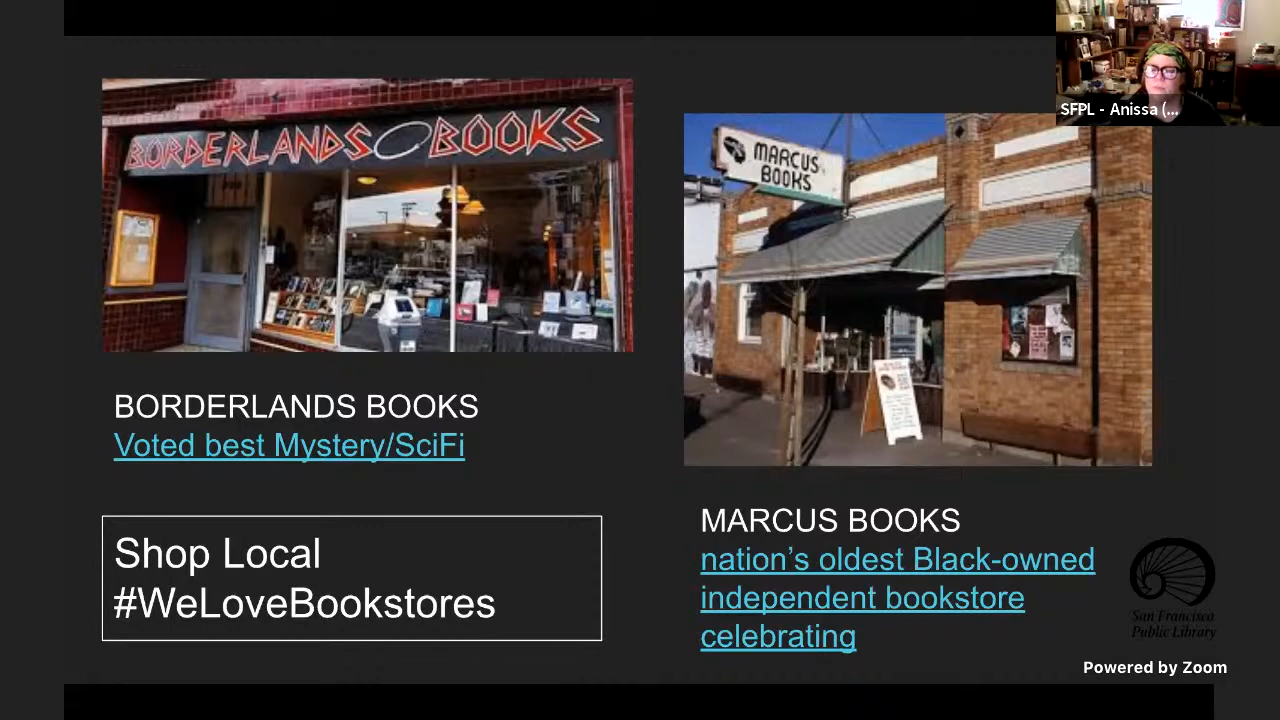 SFPL - Anissa (...
BORDERLANDS BOOKS
MARCUS
BOOKS
BORDERLANDS BOOKS
Voted best Mystery/SciFi
Shop Local
#WeLoveBookstores
MARCUS BOOKS
nation’s oldest Black-owned
independent bookstore
celebrating
San Francisco
Public Library
Powered by Zoom